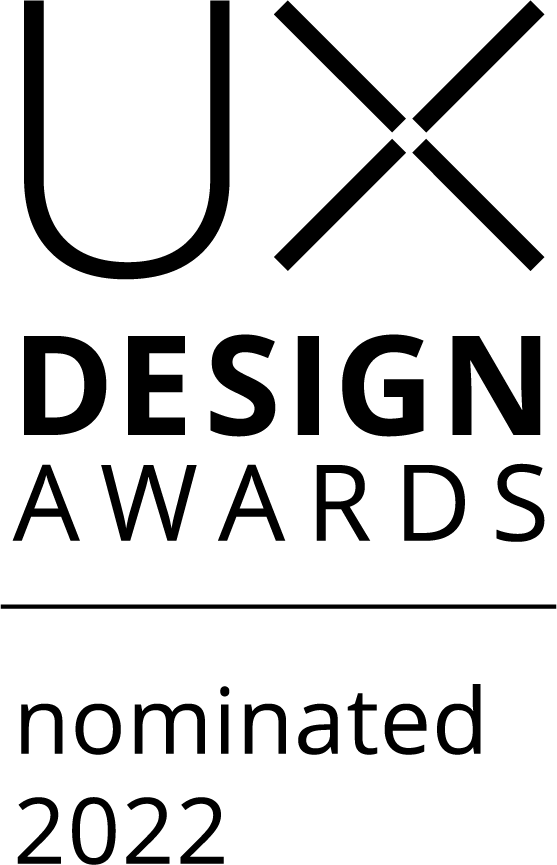 UX
DESIGN
AWARDS
nominated
2022